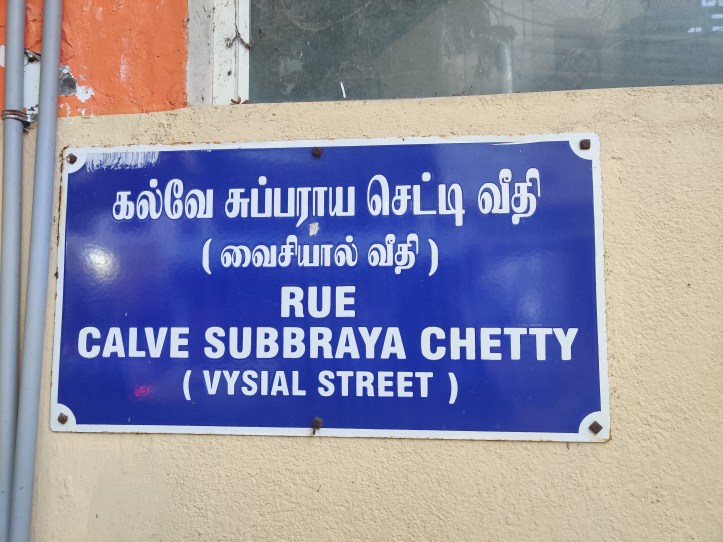 கல்வே சுப்பராய செட்டி வீதி
( வைசியால் வீதி )
RUE
CALVE SUBBRAYA CHETTY
( VYSIAL STREET )